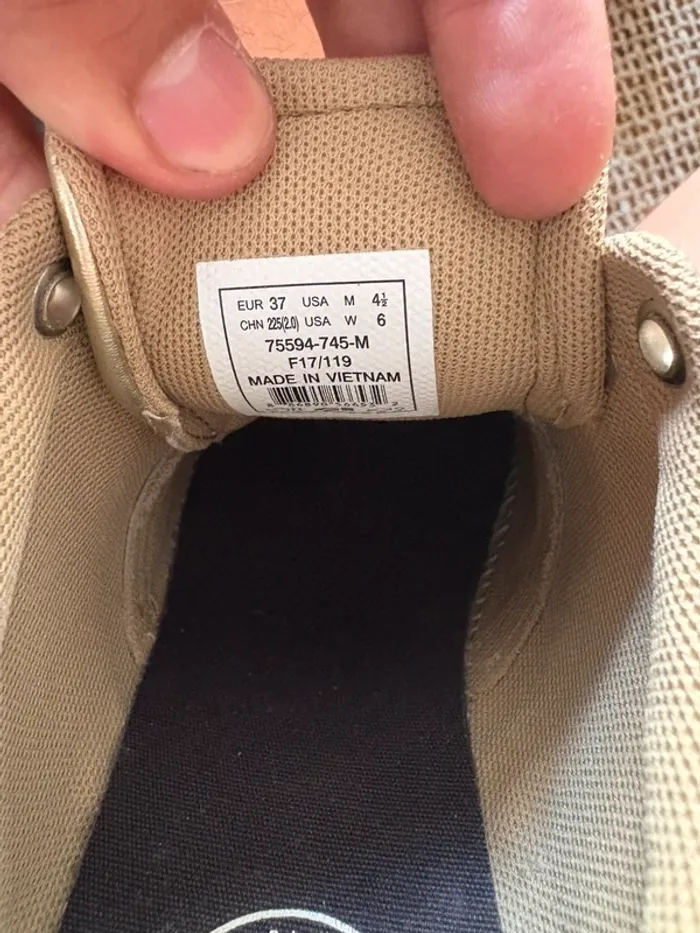 EUR 37 USA M 4½
CHN 225(2.0) USA W 6
75594-745-M
F17/119
MADE IN VIETNAM